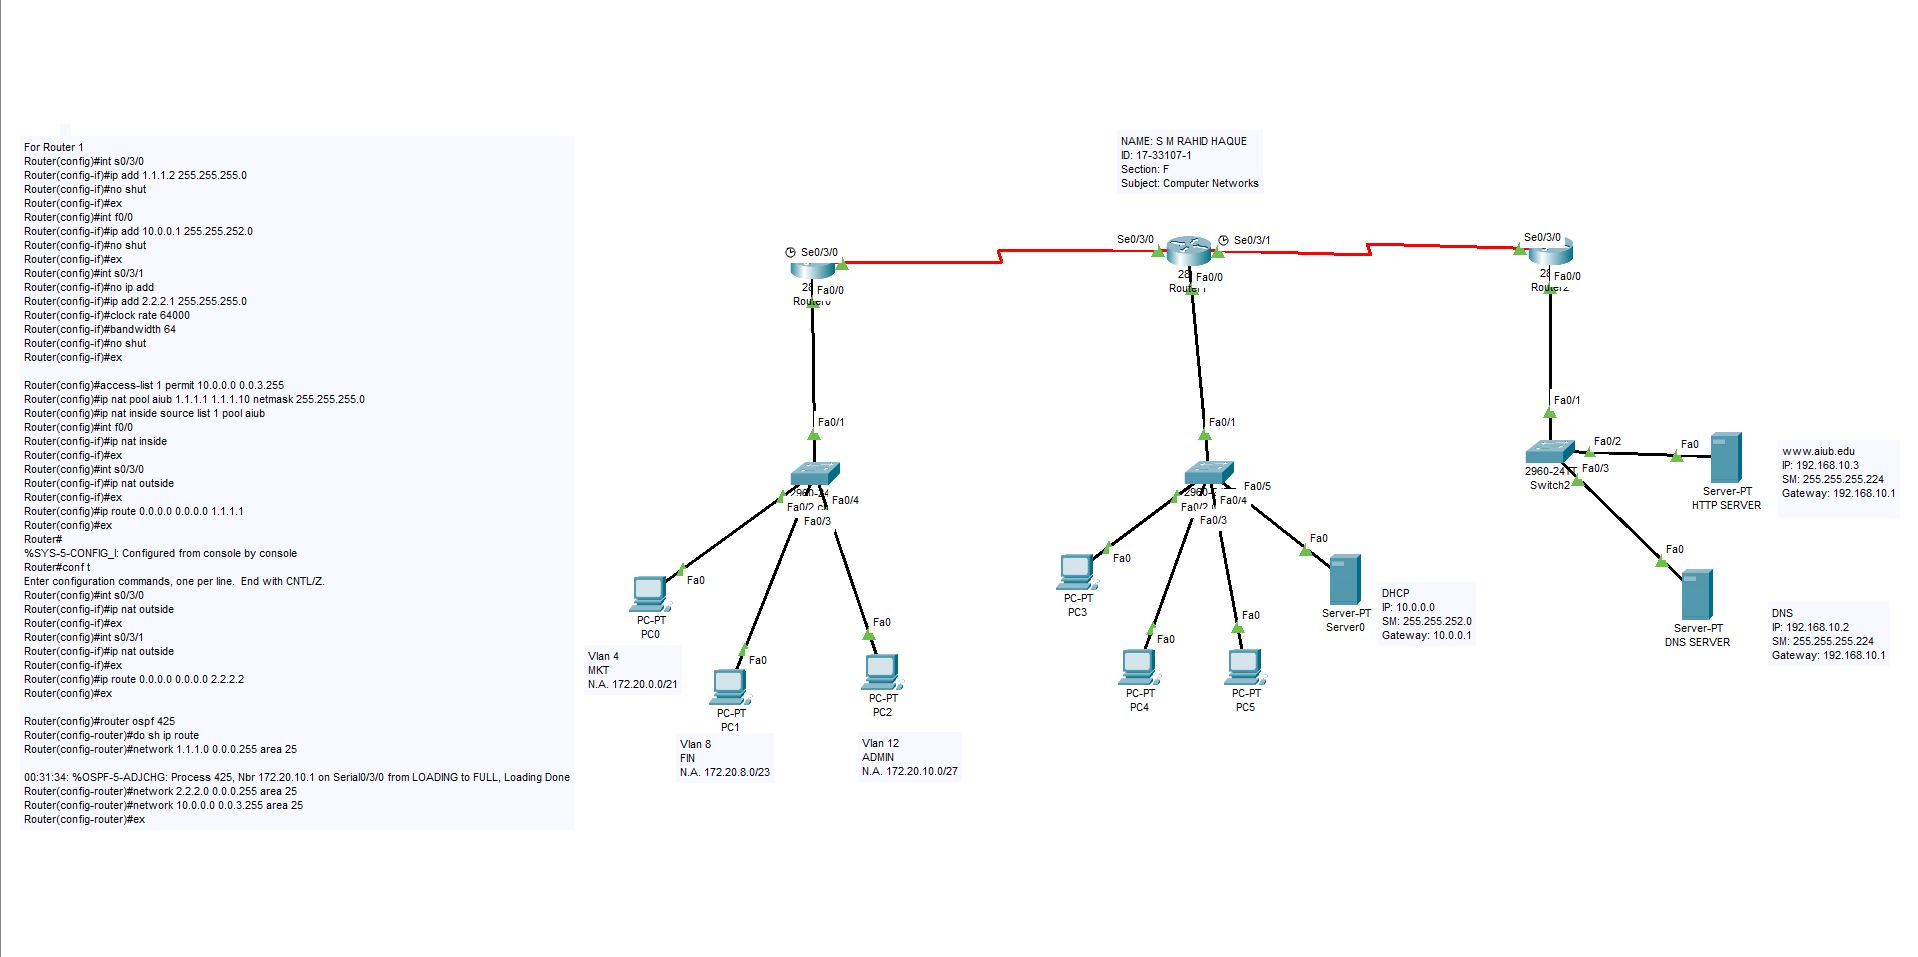 For Router 1
Router(config)#int s0/3/0
Router(config-if)#ip add 1.1.1.2 255.255.255.0
Router(config-if)#no shut
Router(config-if)#ex
Router(config)#int f0/0
Router(config-if)#ip add 10.0.0.1 255.255.252.0
Router(config-if)#no shut
Router(config-if)#ex
Router(config)#int s0/3/1
Router(config-if)#no ip add
Router(config-if)#ip add 2.2.2.1 255.255.255.0
Router(config-if)#clock rate 64000
Router(config-if)#bandwidth 64
Router(config-if)#no shut
Router(config-if)#ex
Router(config)#access-list 1 permit 10.0.0.0 0.0.3.255
Router(config)#ip nat pool aiub 1.1.1.1 1.1.1.10 netmask 255.255.255.0
Router(config)#ip nat inside source list 1 pool aiub
Router(config)#int f0/0
Router(config-if)#ip nat inside
Router(config-if)#ex
Router(config)#int s0/3/0
Router(config-if)#ip nat outside
Router(config-if)#ex
Router(config)#ip route 0.0.0.0 0.0.0.0 1.1.1.1
Router(config)#ex
Router#
%SYS-5-CONFIG_I: Configured from console by console
Router#conf t
Enter configuration commands, one per line. End with CNTL/Z.
Router(config)#int s0/3/0
Router(config-if)#ip nat outside
Router(config-if)#ex
Router(config)#int s0/3/1
Router(config-if)#ip nat outside
Router(config-if)#ex
Router(config)#ip route 0.0.0.0 0.0.0.0 2.2.2.2
Router(config)#ex
Router(config)#router ospf 425
Router(config-router)#do sh ip route
Router(config-router)#network 1.1.1.0 0.0.0.255 area 25
00:31:34: %OSPF-5-ADJCHG: Process 425, Nbr 172.20.10.1 on Serial0/3/0 from LOADING to FULL, Loading Done
Router(config-router)#network 2.2.2.0 0.0.0.255 area 25
Router(config-router)#network 10.0.0.0 0.0.3.255 area 25
Router(config-router)#ex
NAME: S M RAHID HAQUE
ID: 17-33107-1
Section: F
Subject: Computer Networks
Se0/3/0
Fa0/0
Fa0/1
Fa0/4
Fa0/3
Fa0
PC-PT
PC0
Vlan 4
MKT
N.A. 172.20.0.0/21
Fa0
PC-PT
PC1
Vlan 8
FIN
N.A. 172.20.8.0/23
Fa0
PC-PT
PC2
Vlan 12
ADMIN
N.A. 172.20.10.0/27
Se0/3/0
Se0/3/1
Fa0/0
Fa0/1
Fa0/5
Fa0/4
Fa0/3
Fa0
PC-PT
PC3
Fa0
PC-PT
PC4
Fa0
PC-PT
PC5
Fa0
Server-PT
Server0
DHCP
IP: 10.0.0.0
SM: 255.255.252.0
Gateway: 10.0.0.1
Se0/3/0
Fa0/0
Router2
Fa0/1
Fa0/2
Fa0/3
Switch2
Fa0
Server-PT
HTTP SERVER
www.aiub.edu
IP: 192.168.10.3
SM: 255.255.255.224
Gateway: 192.168.10.1
Fa0
Server-PT
DNS SERVER
DNS
IP: 192.168.10.2
SM: 255.255.255.224
Gateway: 192.168.10.1